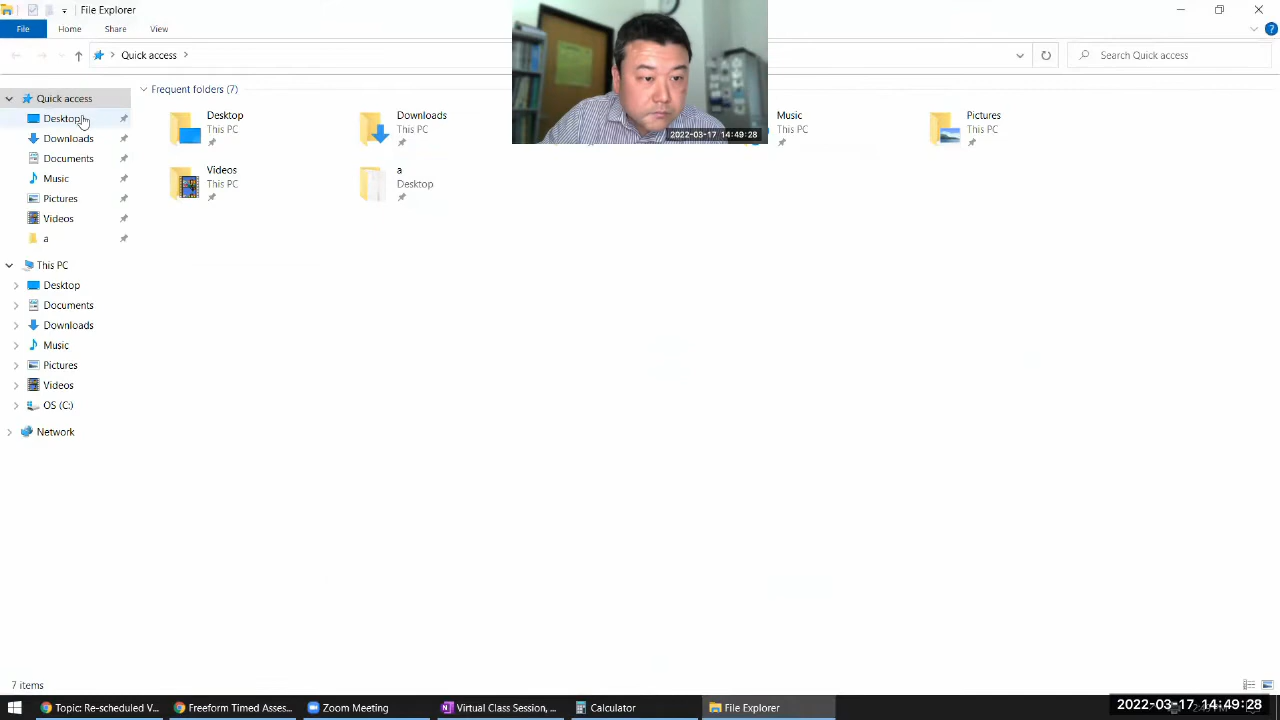 File Explorer
File Home Share View
Quick access
Search Quick Access
Quick access
Desktop
Downloads
Documents
Music
Pictures
Videos
a
This PC
Desktop
Documents
Downloads
Music
Pictures
Videos
OS (C:)
Network
Frequent folders (7)
Desktop
This PC
Downloads
This PC
Music
This PC
Pictures
This PC
Videos
This PC
a
Desktop
2022-03-17 14:49:28
7 items
Topic: Re-scheduled V...
Freeform Timed Asses...
Zoom Meeting
Virtual Class Session, ...
Calculator
File Explorer
2022-03-17 14:49:28